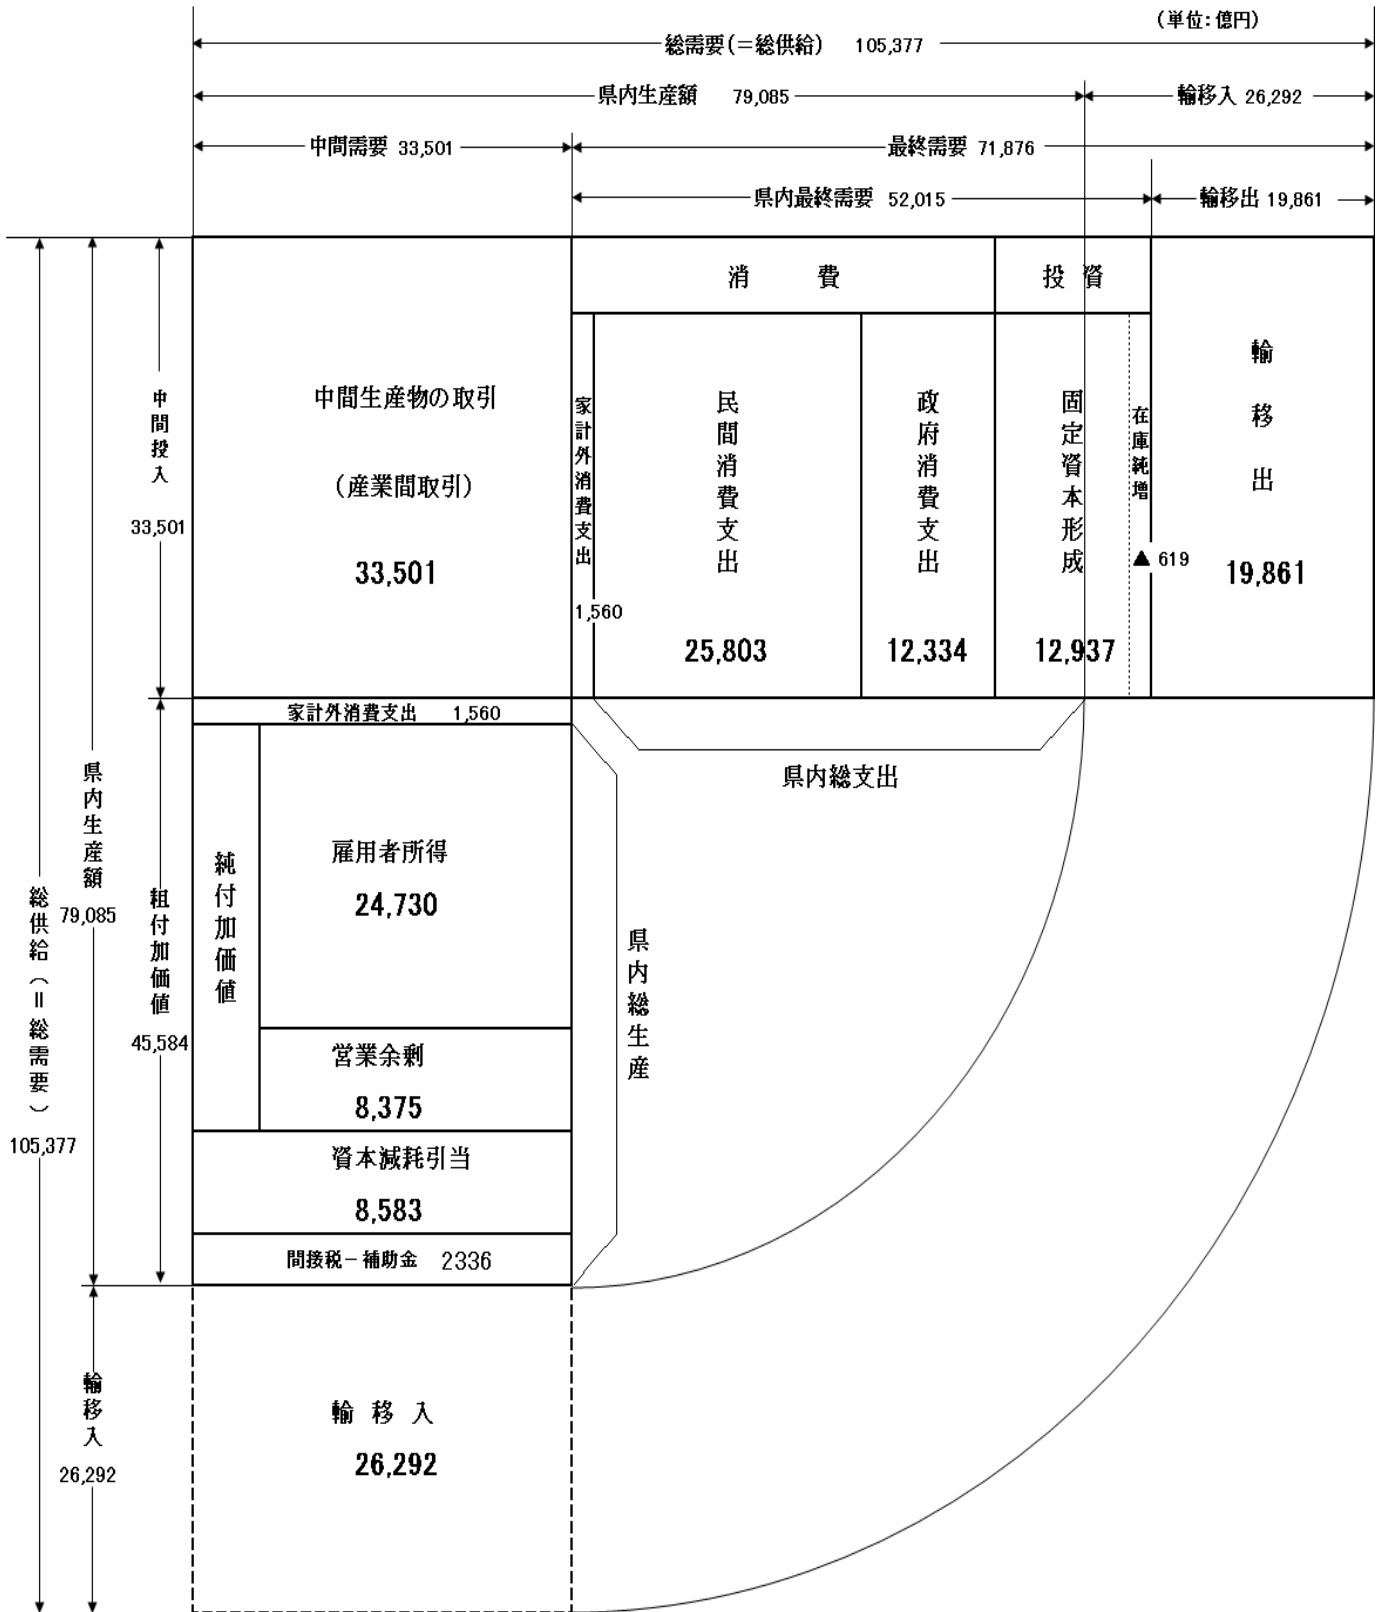 (単位:億円)
総需要(=総供給) 105,377
県内生産額 79,085
輸移入 26,292
中間需要 33,501
最終需要 71,876
県内最終需要 52,015
輸移出 19,861
消 費
投 資
中間投入
33,501
中間生産物の取引
(産業間取引)
33,501
家計外消費支出
1,560
民間消費支出
25,803
政府消費支出
12,334
固定資本形成
12,937
在庫純増
▲ 619
輸移出
19,861
家計外消費支出 1,560
県内総支出
総供給(=総需要)
105,377
県内生産額
79,085
粗付加価値
45,584
純付加価値
雇用者所得
24,730
県内総生産
営業余剰
8,375
資本減耗引当
8,583
間接税-補助金 2336
輸移入
26,292
輸 移 入
26,292